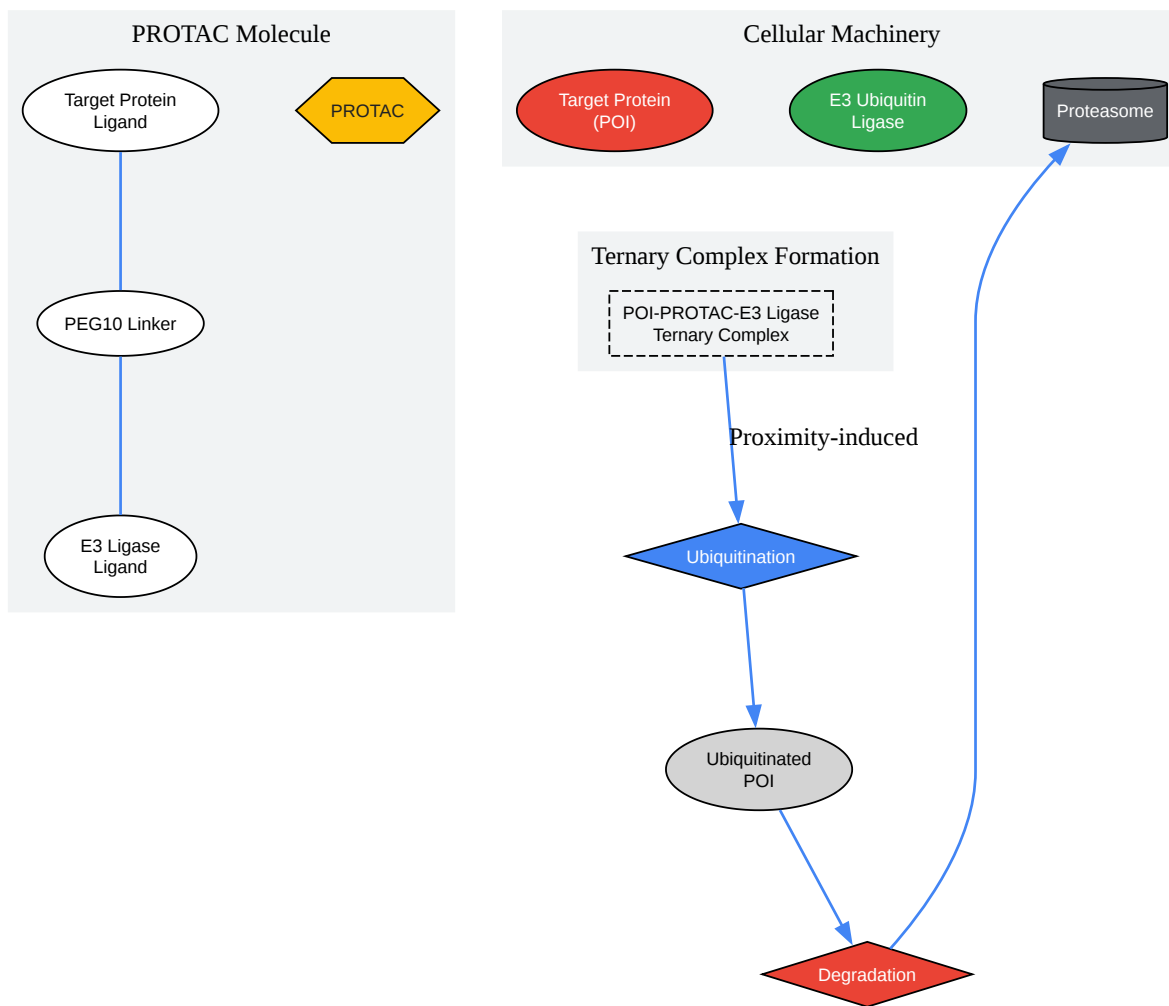 PROTAC Molecule
Target Protein
Ligand
PROTAC
PEG10 Linker
E3 Ligase
Ligand
Cellular Machinery
Target Protein
(POI)
E3 Ubiquitin
Ligase
Proteasome
Ternary Complex Formation
POI-PROTAC-E3 Ligase
Ternary Complex
Proximity-induced
Ubiquitination
Ubiquitinated
POI
Degradation